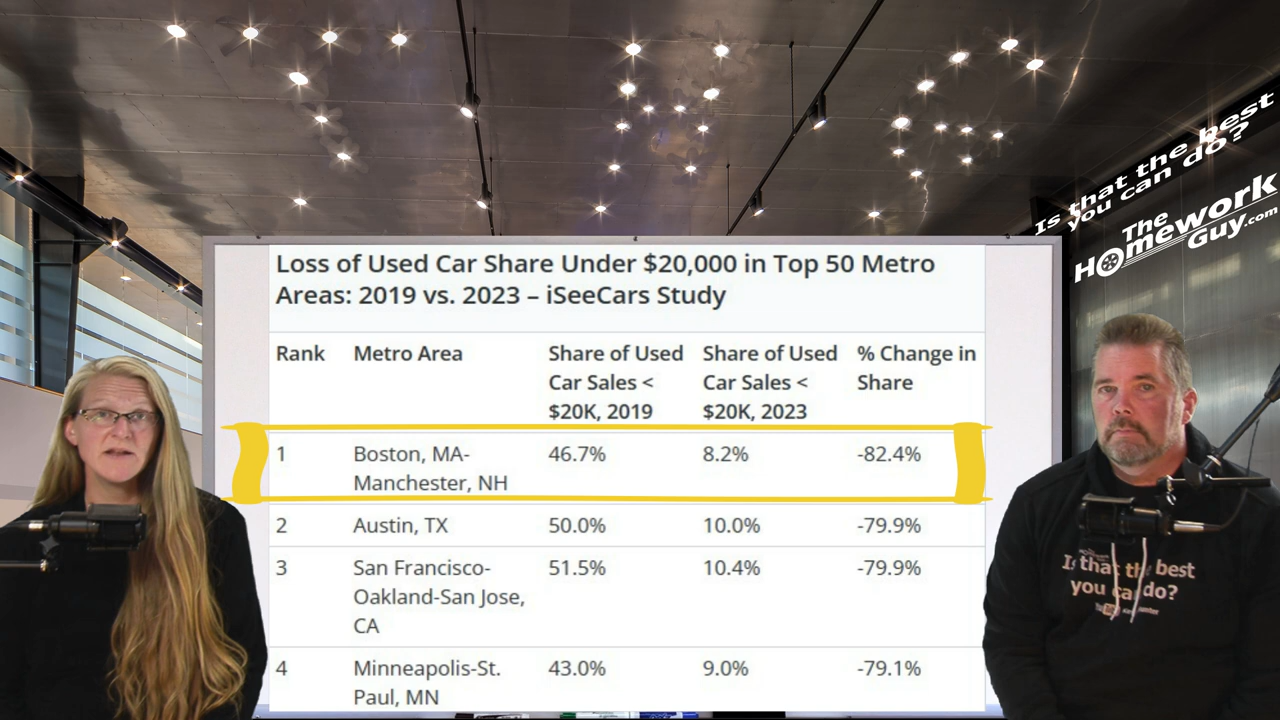 Is that the best
you can do?
The
Homework
Guy.com
Loss of Used Car Share Under $20,000 in Top 50 Metro
Areas: 2019 vs. 2023 – iSeeCars Study
Rank Metro Area Share of Used Share of Used % Change in
Car Sales < Car Sales < Share
$20K, 2019 $20K, 2023
1 Boston, MA- 46.7% 8.2% -82.4%
Manchester, NH
2 Austin, TX 50.0% 10.0% -79.9%
3 San Francisco- 51.5% 10.4% -79.9%
Oakland-San Jose,
CA
4 Minneapolis-St. 43.0% 9.0% -79.1%
Paul, MN
Is that the best
you can do?